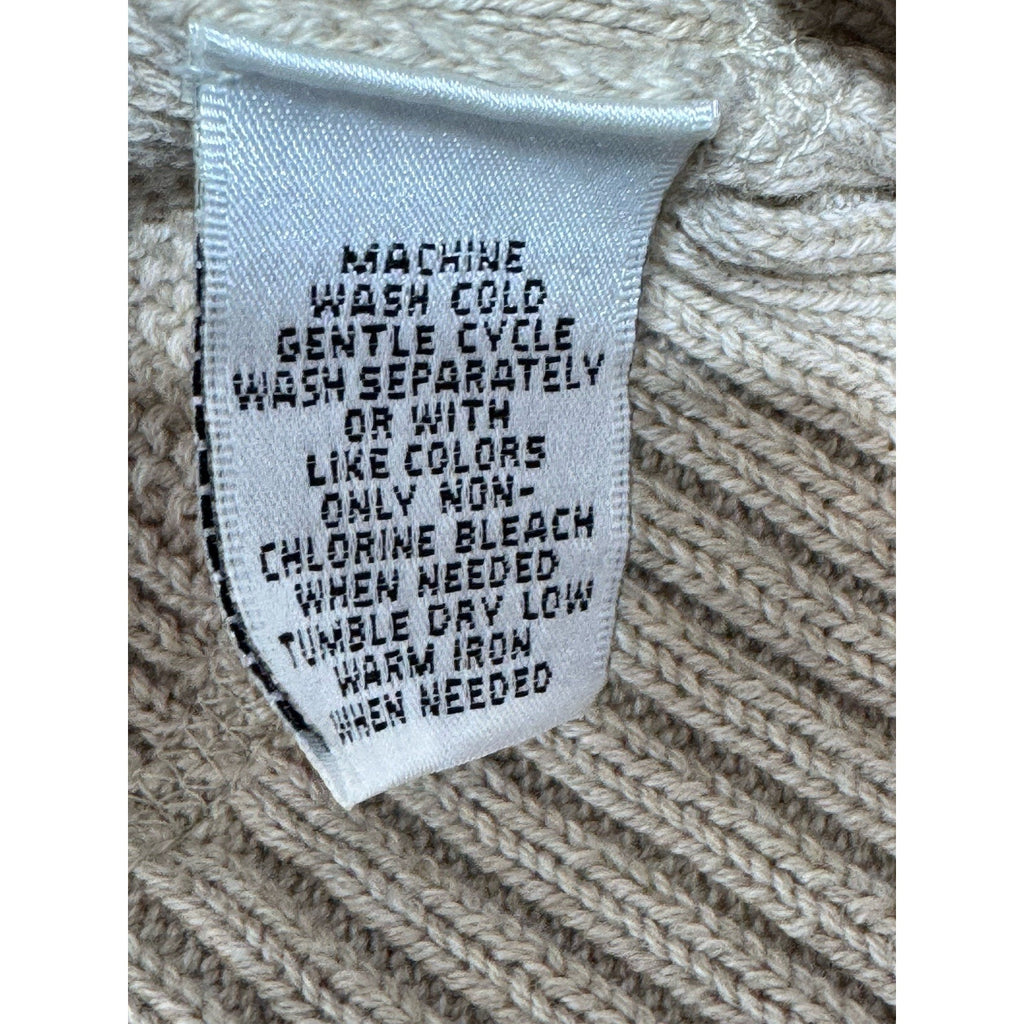 MACHINE
WASH COLD
GENTLE CYCLE
WASH SEPARATELY
OR WITH
LIKE COLORS
ONLY NON-
CHLORINE BLEACH
WHEN NEEDED
TUMBLE DRY LOW
WARM IRON
WHEN NEEDED